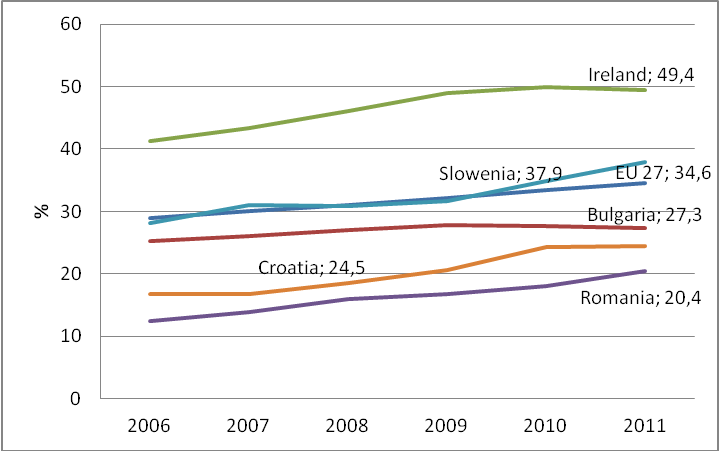 60
Ireland; 49,4
50
40
Slowenia; 37,9
EU 27; 34,6
%
30
Bulgaria; 27,3
Croatia; 24,5
20
Romania; 20,4
10
0
2006 2007 2008 2009 2010 2011